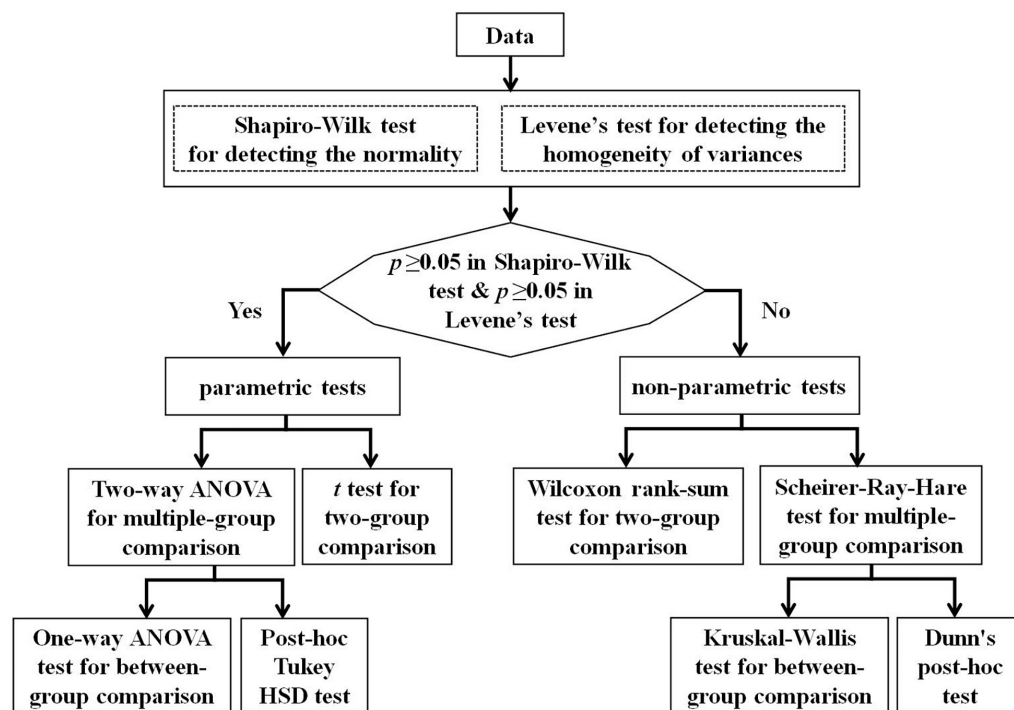 Data
Shapiro-Wilk test
for detecting the normality
Levene's test for detecting the
homogeneity of variances
p ≥0.05 in Shapiro-Wilk
test & p ≥0.05 in
Levene's test
Yes
No
parametric tests
non-parametric tests
Two-way ANOVA
for multiple-group
comparison
t test for
two-group
comparison
Wilcoxon rank-sum
test for two-group
comparison
Scheirer-Ray-Hare
test for multiple-
group comparison
One-way ANOVA
test for between-
group comparison
Post-hoc
Tukey
HSD test
Kruskal-Wallis
test for between-
group comparison
Dunn's
post-hoc
test